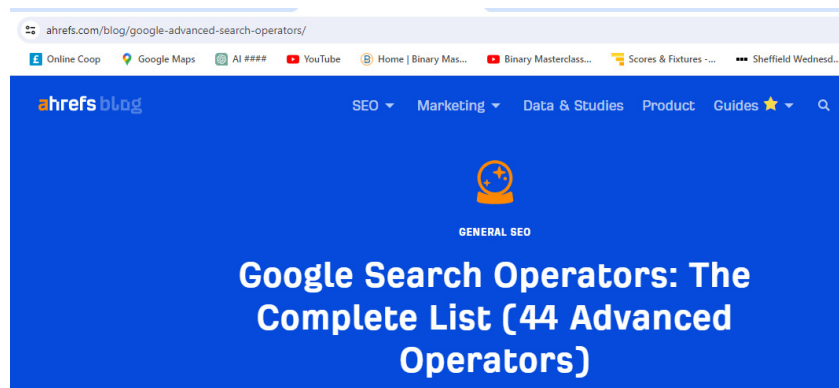 ahrefs.com/blog/google-advanced-search-operators/
Online Coop Google Maps AI #### YouTube Home | Binary Mas... Binary Masterclass... Scores & Fixtures -... Sheffield Wednesd...
ahrefs blog SEO Marketing Data & Studies Product Guides
GENERAL SEO
Google Search Operators: The
Complete List (44 Advanced
Operators)